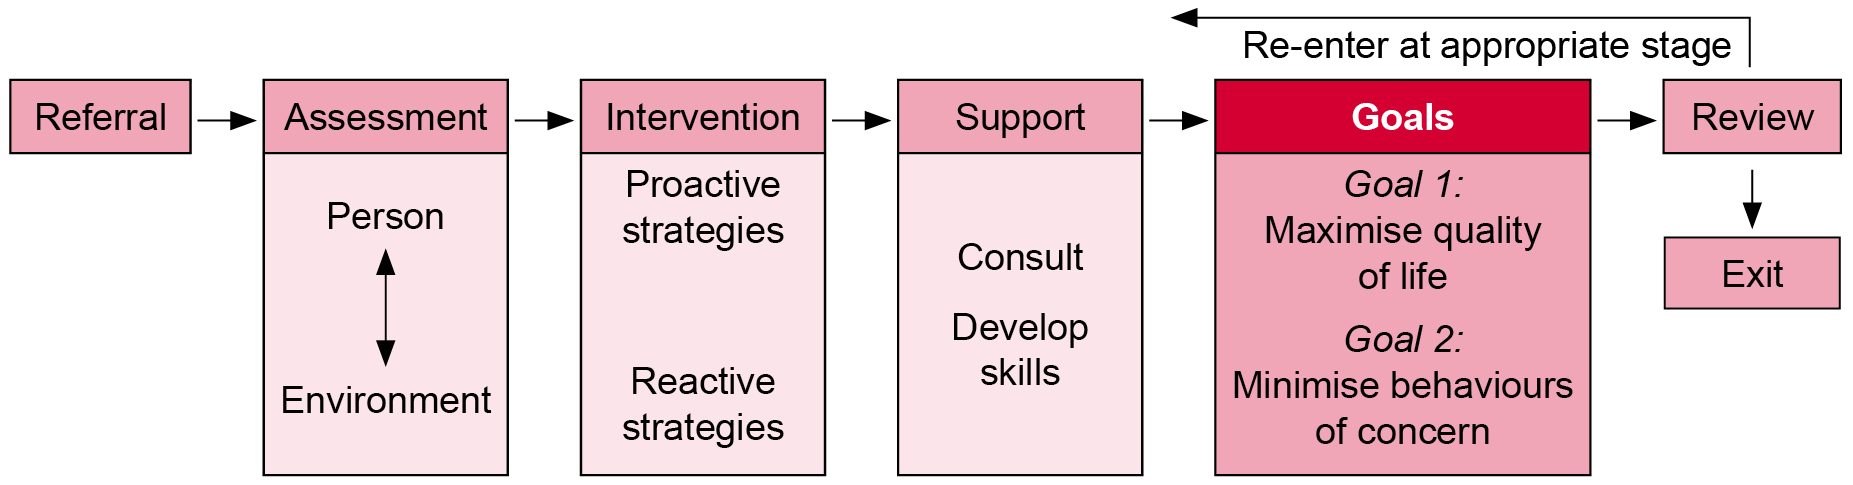 Re-enter at appropriate stage
Referral
Assessment
Person
Environment
Intervention
Proactive
strategies
Reactive
strategies
Support
Consult
Develop
skills
Goals
Goal 1:
Maximise quality
of life
Goal 2:
Minimise behaviours
of concern
Review
Exit